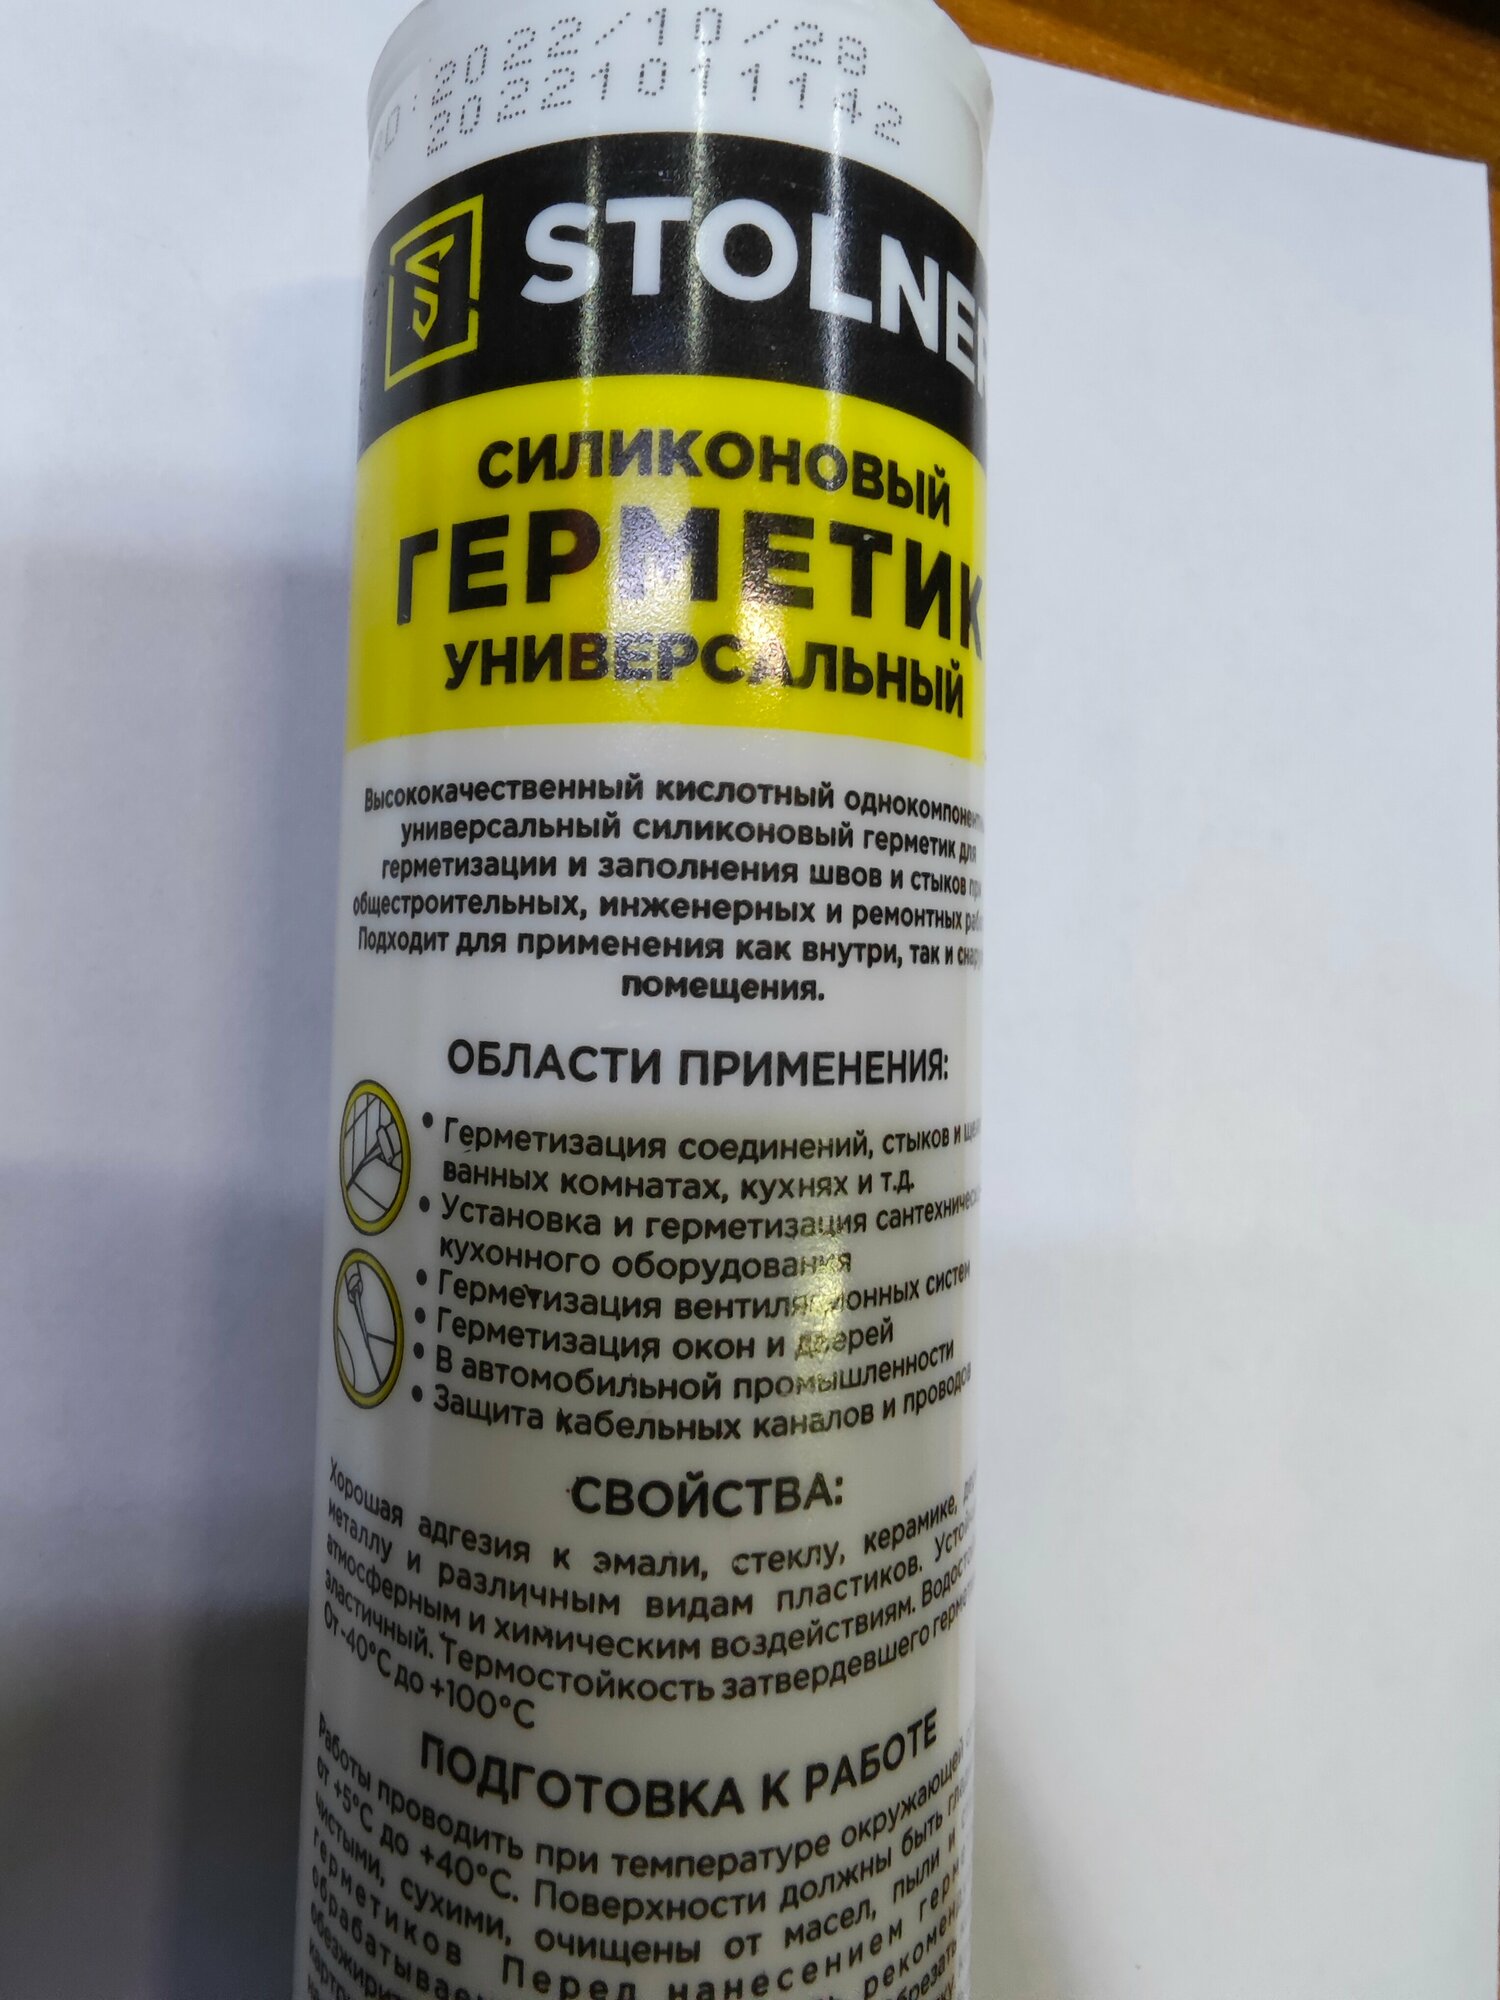 2022/10/28
20221011142
STOLNER
СИЛИКОНОВЫЙ
ГЕРМЕТИК
УНИВЕРСАЛЬНЫЙ
Высококачественный кислотный
универсальный силиконовый герметик для
герметизации и заполнения швов и стыков
общестроительных, инженерных и ремонтных
Подходит для применения как внутри, так и
помещения.
ОБЛАСТИ ПРИМЕНЕНИЯ:
• Герметизация соединений, стыков и
ванных комнатах, кухнях и т.д.
• Установка и герметизация
кухонного оборудования
• Герметизация вентиляционных систем
• Герметизация окон и дверей
• В автомобильной промышленности
• Защита кабельных каналов и проводов
СВОЙСТВА:
Хорошая адгезия к эмали, стеклу, керамике,
металлу и различным видам пластиков.
атмосферным и химическим воздействиям.
эластичный. Термостойкость затвердевшего
От -40°С до +100°С
ПОДГОТОВКА К РАБОТЕ
Работы проводить при температуре окружающей
от +5°С до +40°С. Поверхности должны быть
чистыми, сухими, очищены от масел, пыли и
герметиков Перед нанесением